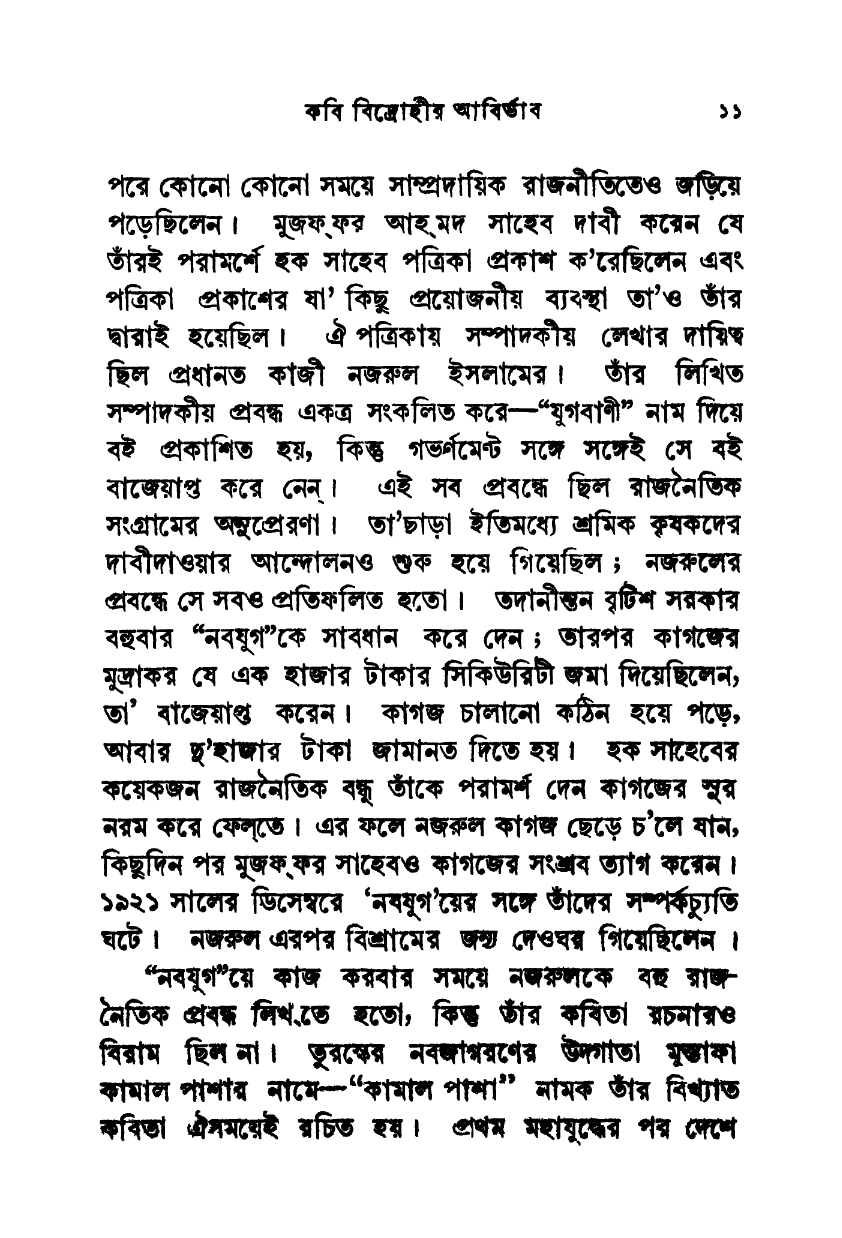 কবি বিদ্রোহীর আবির্ভাব ১১
পরে কোনো কোনো সময়ে সাম্প্রদায়িক রাজনীতিতেও জড়িয়ে
পড়েছিলেন। মুজফ্‌ফর আহ্‌মদ সাহেব দাবী করেন যে
তাঁরই পরামর্শে হক সাহেব পত্রিকা প্রকাশ ক'রেছিলেন এবং
পত্রিকা প্রকাশের যা' কিছু প্রয়োজনীয় ব্যবস্থা তা'ও তাঁর
দ্বারাই হয়েছিল। ঐ পত্রিকায় সম্পাদকীয় লেখার দায়িত্ব
ছিল প্রধানত কাজী নজরুল ইসলামের। তাঁর লিখিত
সম্পাদকীয় প্রবন্ধ একত্র সংকলিত করে—“যুগবাণী” নাম দিয়ে
বই প্রকাশিত হয়, কিন্তু গভর্ণমেণ্ট সঙ্গে সঙ্গেই সে বই
বাজেয়াপ্ত করে নেন্। এই সব প্রবন্ধে ছিল রাজনৈতিক
সংগ্রামের অনুপ্রেরণা। তা'ছাড়া ইতিমধ্যে শ্রমিক কৃষকদের
দাবীদাওয়ার আন্দোলনও শুরু হয়ে গিয়েছিল; নজরুলের
প্রবন্ধে সে সবও প্রতিফলিত হতো। তদানীন্তন বৃটিশ সরকার
বহুবার “নবযুগ”কে সাবধান করে দেন; তারপর কাগজের
মুদ্রাকর যে এক হাজার টাকার সিকিউরিটী জমা দিয়েছিলেন,
তা' বাজেয়াপ্ত করেন। কাগজ চালানো কঠিন হয়ে পড়ে,
আবার দু'হাজার টাকা জামানত দিতে হয়। হক সাহেবের
কয়েকজন রাজনৈতিক বন্ধু তাঁকে পরামর্শ দেন কাগজের সুর
নরম করে ফেল্‌তে। এর ফলে নজরুল কাগজ ছেড়ে চ'লে যান,
কিছুদিন পর মুজফ্‌ফর সাহেবও কাগজের সংশ্রব ত্যাগ করেন।
১৯২১ সালের ডিসেম্বরে ‘নবযুগ’য়ের সঙ্গে তাঁদের সম্পর্কচ্যুতি
ঘটে। নজরুল এরপর বিশ্রামের জন্য দেওঘর গিয়েছিলেন।
“নবযুগ”য়ে কাজ করবার সময়ে নজরুলকে বহু রাজ-
নৈতিক প্রবন্ধ লিখ্‌তে হতো, কিন্তু তাঁর কবিতা রচনারও
বিরাম ছিল না। তুরস্কের নবজাগরণের উদ্গাতা মুস্তাফা
কামাল পাশার নামে—“কামাল পাশা” নামক তাঁর বিখ্যাত
কবিতা ঐসময়েই রচিত হয়। প্রথম মহাযুদ্ধের পর দেশে